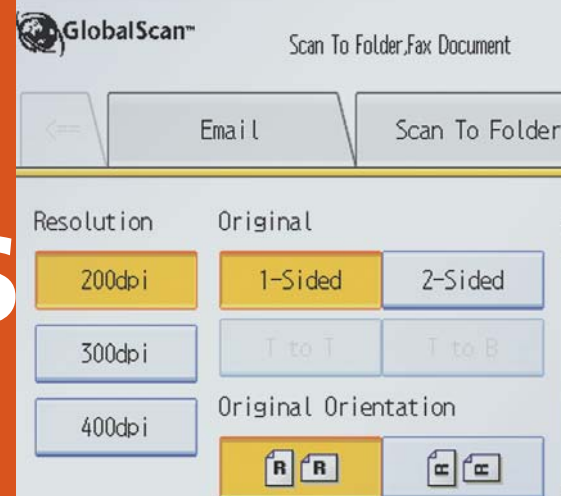 GlobalScan™
Scan To Folder,Fax Document
<==
Email
Scan To Folder
Resolution
Original
200dpi
1-Sided
2-Sided
300dpi
T to T
T to B
400dpi
Original Orientation
R R
R R